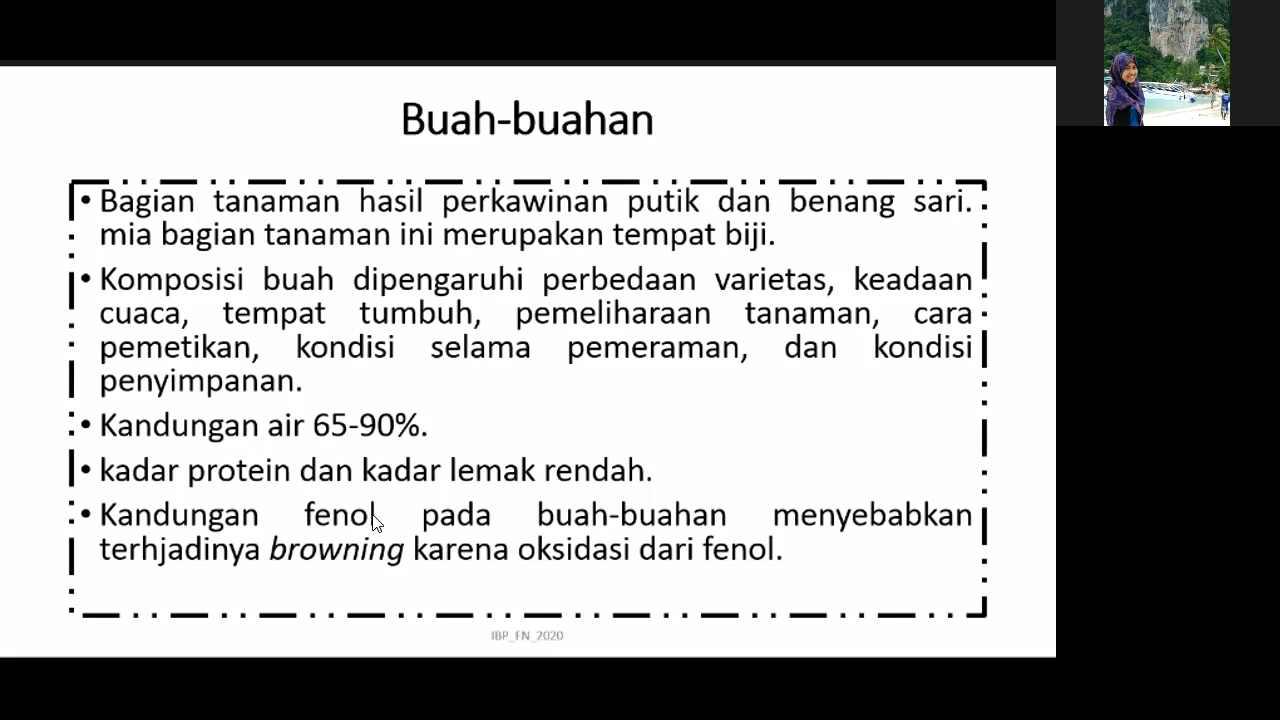 Buah-buahan
• Bagian tanaman hasil perkawinan putik dan benang sari.
mia bagian tanaman ini merupakan tempat biji.
• Komposisi buah dipengaruhi perbedaan varietas, keadaan
cuaca, tempat tumbuh, pemeliharaan tanaman, cara
pemetikan, kondisi selama pemeraman, dan kondisi
penyimpanan.
• Kandungan air 65-90%.
• kadar protein dan kadar lemak rendah.
• Kandungan fenol pada buah-buahan menyebabkan
terhjadinya browning karena oksidasi dari fenol.
IBP_FN_2020